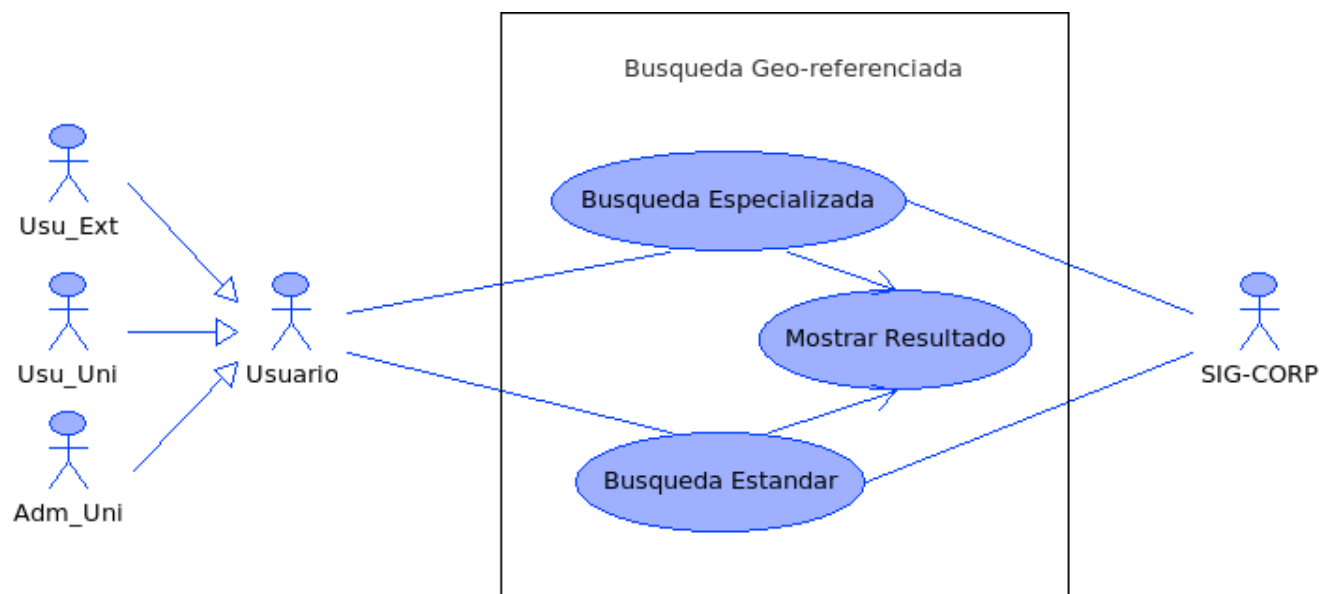 Busqueda Geo-referenciada
Usu_Ext
Busqueda Especializada
Usu_Uni
Usuario
Mostrar Resultado
SIG-CORP
Busqueda Estandar
Adm_Uni